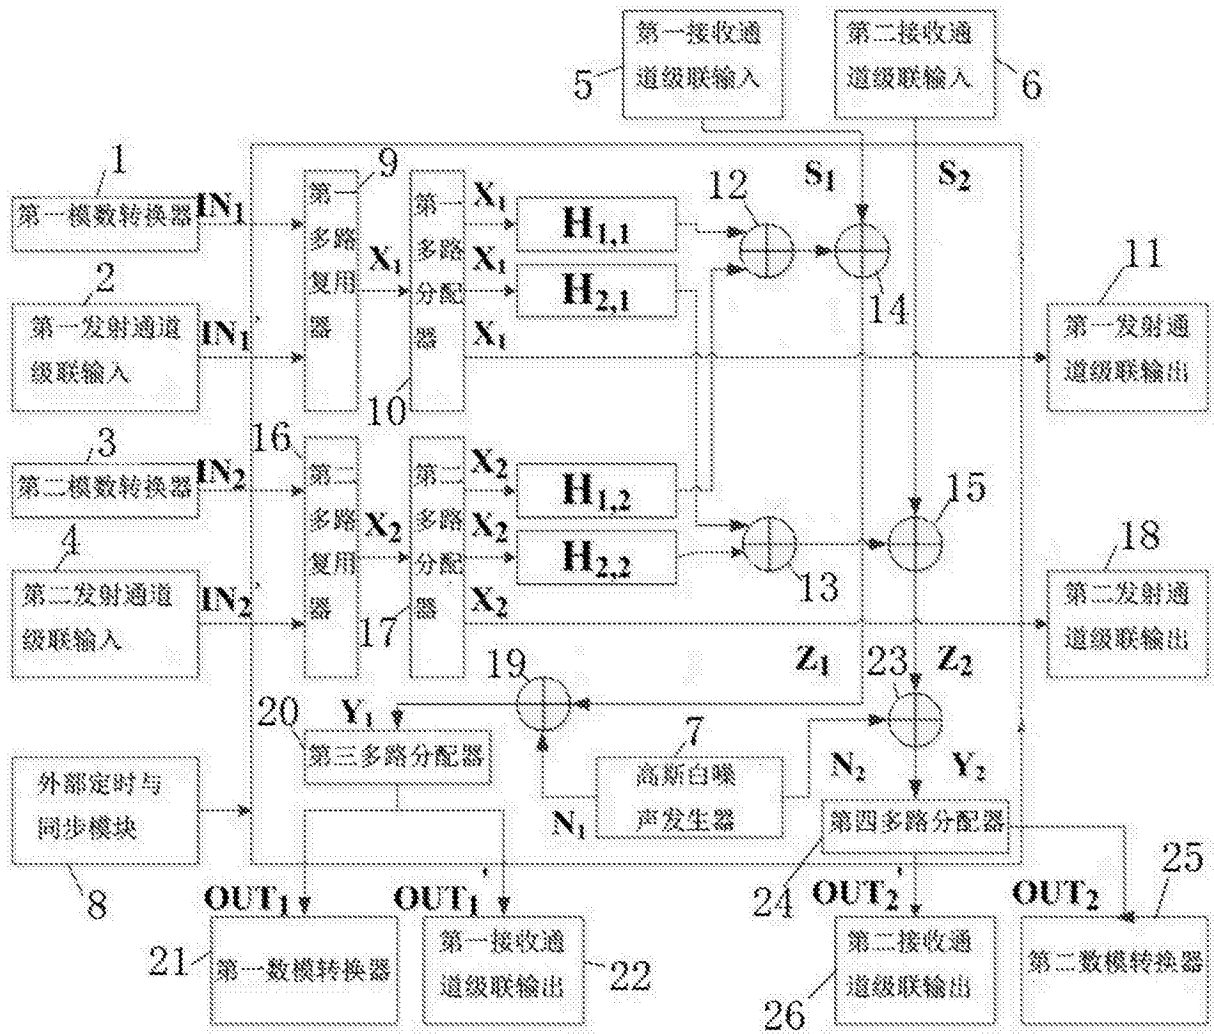 第一接收通
道级联输入
5
第二接收通
道级联输入
6
1
第一模数转换器
IN₁
2
第一发射通道
级联输入
IN₁'
3
第二模数转换器
IN₂
4
第二发射通道
级联输入
IN₂'
9
第一
多路
复用
器
X₁
第一
多路
分配
器
10
X₁
X₁
X₁
H₁,₁
H₂,₁
12
S₁
S₂
14
11
第一发射通
道级联输出
16
第二
多路
复用
器
X₂
第二
多路
分配
器
17
X₂
X₂
X₂
H₁,₂
H₂,₂
13
15
18
第二发射通
道级联输出
Z₁
Z₂
19
23
20
Y₁
第三多路分配器
7
高斯白噪
声发生器
N₁
N₂
Y₂
第四多路分配器
24
外部定时与
同步模块
8
OUT₁
OUT₁'
OUT₂'
OUT₂
25
21
第一数模转换器
第一接收通
道级联输出
22
第二接收通
道级联输出
26
第二数模转换器